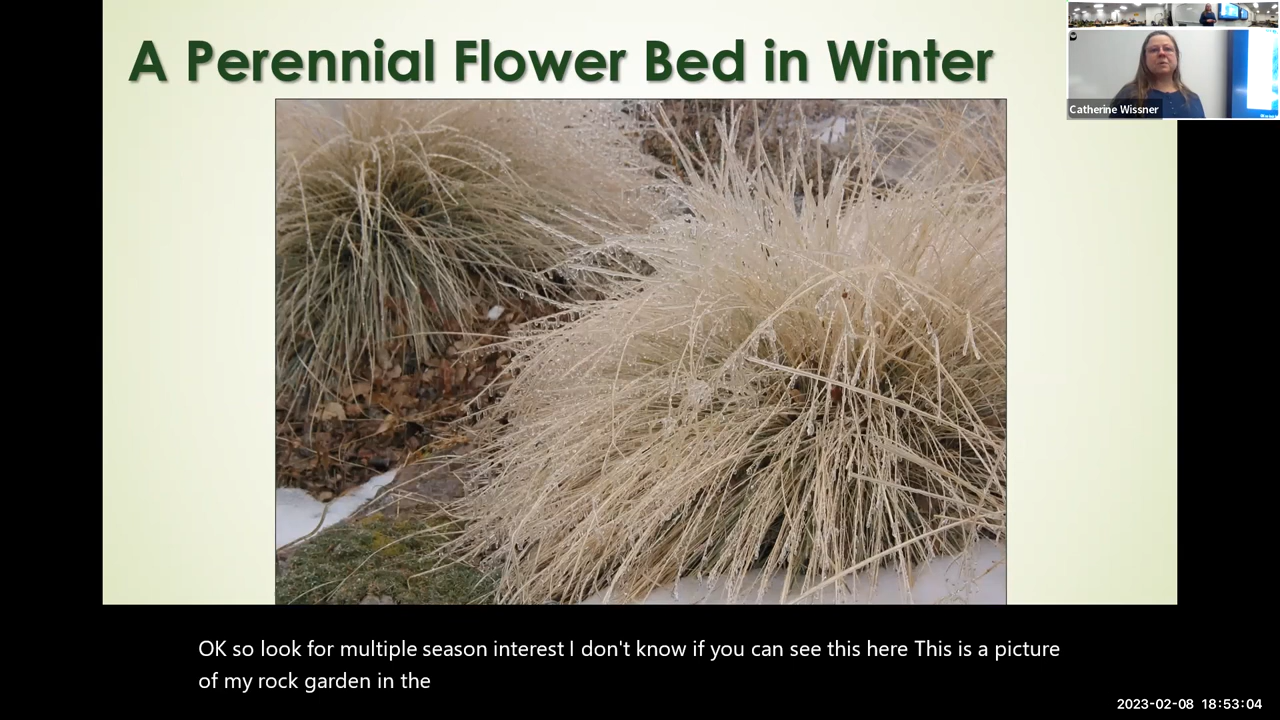 A Perennial Flower Bed in Winter
Catherine Wissner
OK so look for multiple season interest I don't know if you can see this here This is a picture
of my rock garden in the
2023-02-08 18:53:04